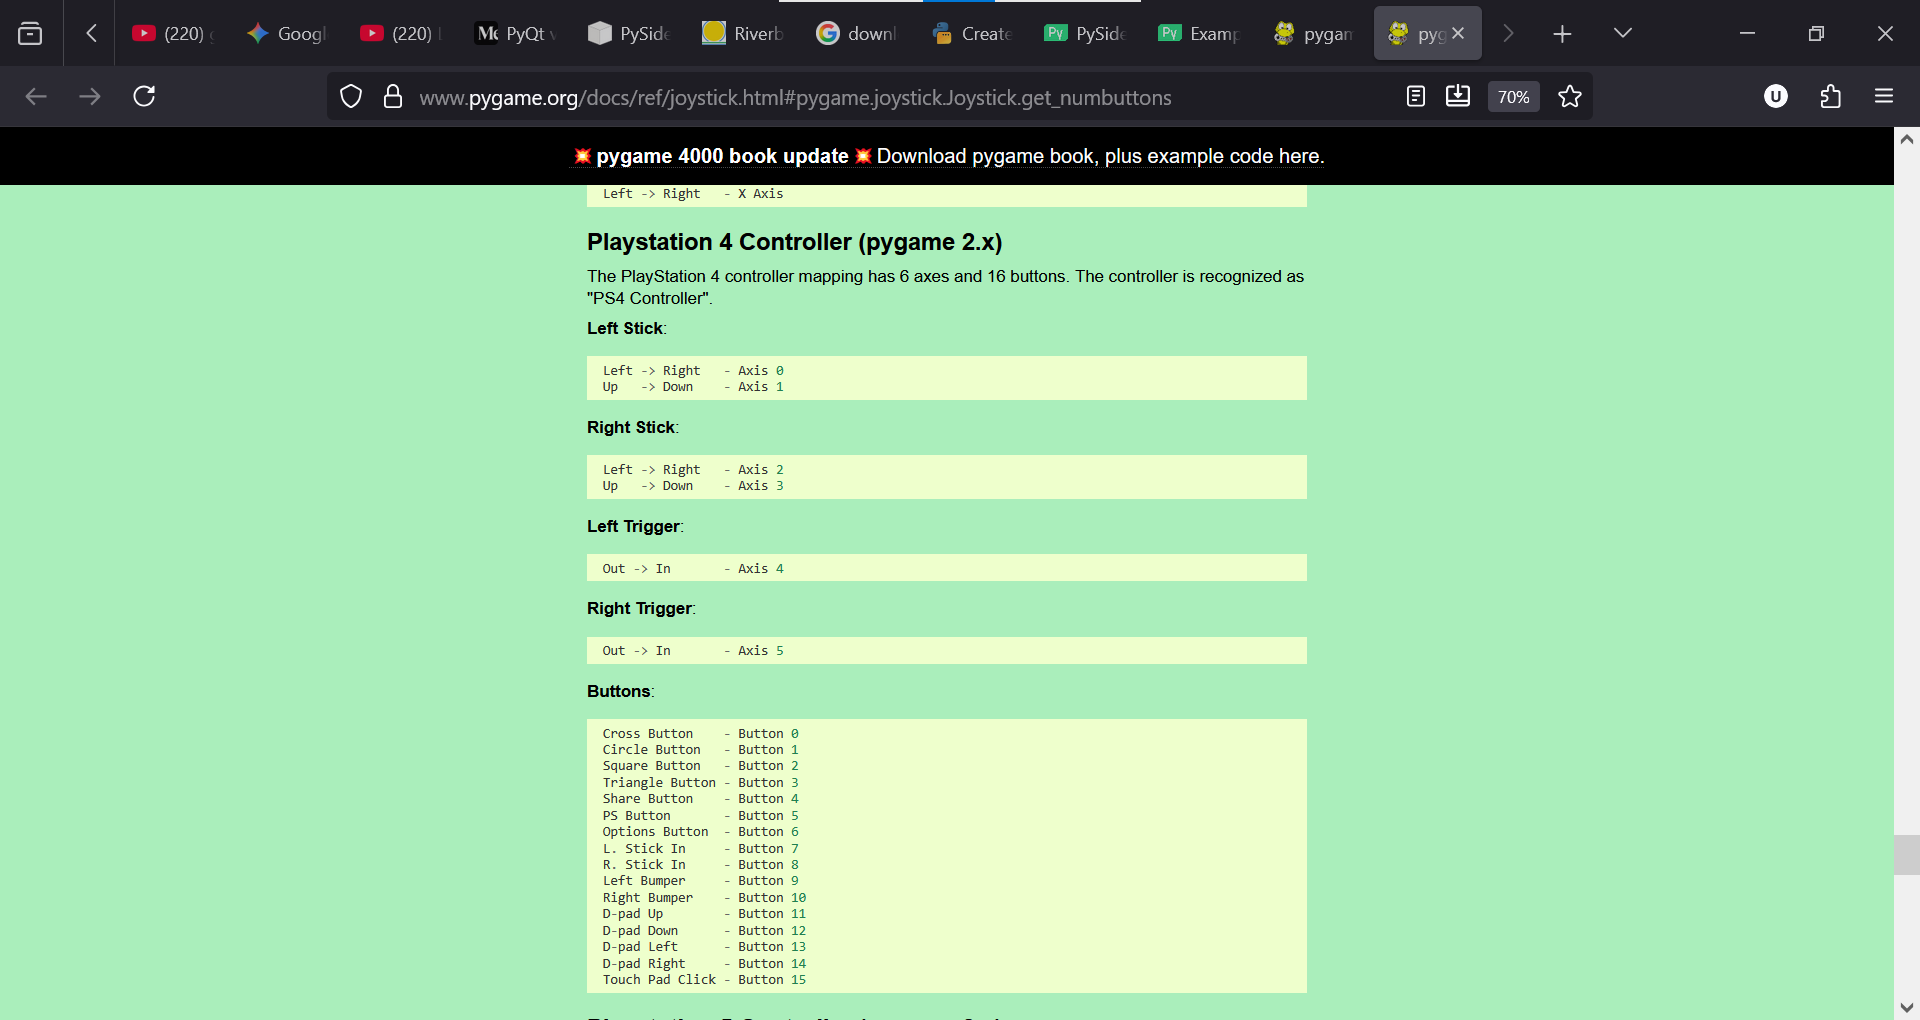 (220)
Googl
(220)
PyQt
PySide
Riverb
downl
Create
PySide
Examp
pygam
pyg
www.pygame.org/docs/ref/joystick.html#pygame.joystick.Joystick.get_numbuttons
70%
U
💥 pygame 4000 book update 💥 Download pygame book, plus example code here.
Left -> Right - X Axis
Playstation 4 Controller (pygame 2.x)
The PlayStation 4 controller mapping has 6 axes and 16 buttons. The controller is recognized as
"PS4 Controller".
Left Stick:
Left -> Right - Axis 0
Up -> Down - Axis 1
Right Stick:
Left -> Right - Axis 2
Up -> Down - Axis 3
Left Trigger:
Out -> In - Axis 4
Right Trigger:
Out -> In - Axis 5
Buttons:
Cross Button - Button 0
Circle Button - Button 1
Square Button - Button 2
Triangle Button - Button 3
Share Button - Button 4
PS Button - Button 5
Options Button - Button 6
L. Stick In - Button 7
R. Stick In - Button 8
Left Bumper - Button 9
Right Bumper - Button 10
D-pad Up - Button 11
D-pad Down - Button 12
D-pad Left - Button 13
D-pad Right - Button 14
Touch Pad Click - Button 15